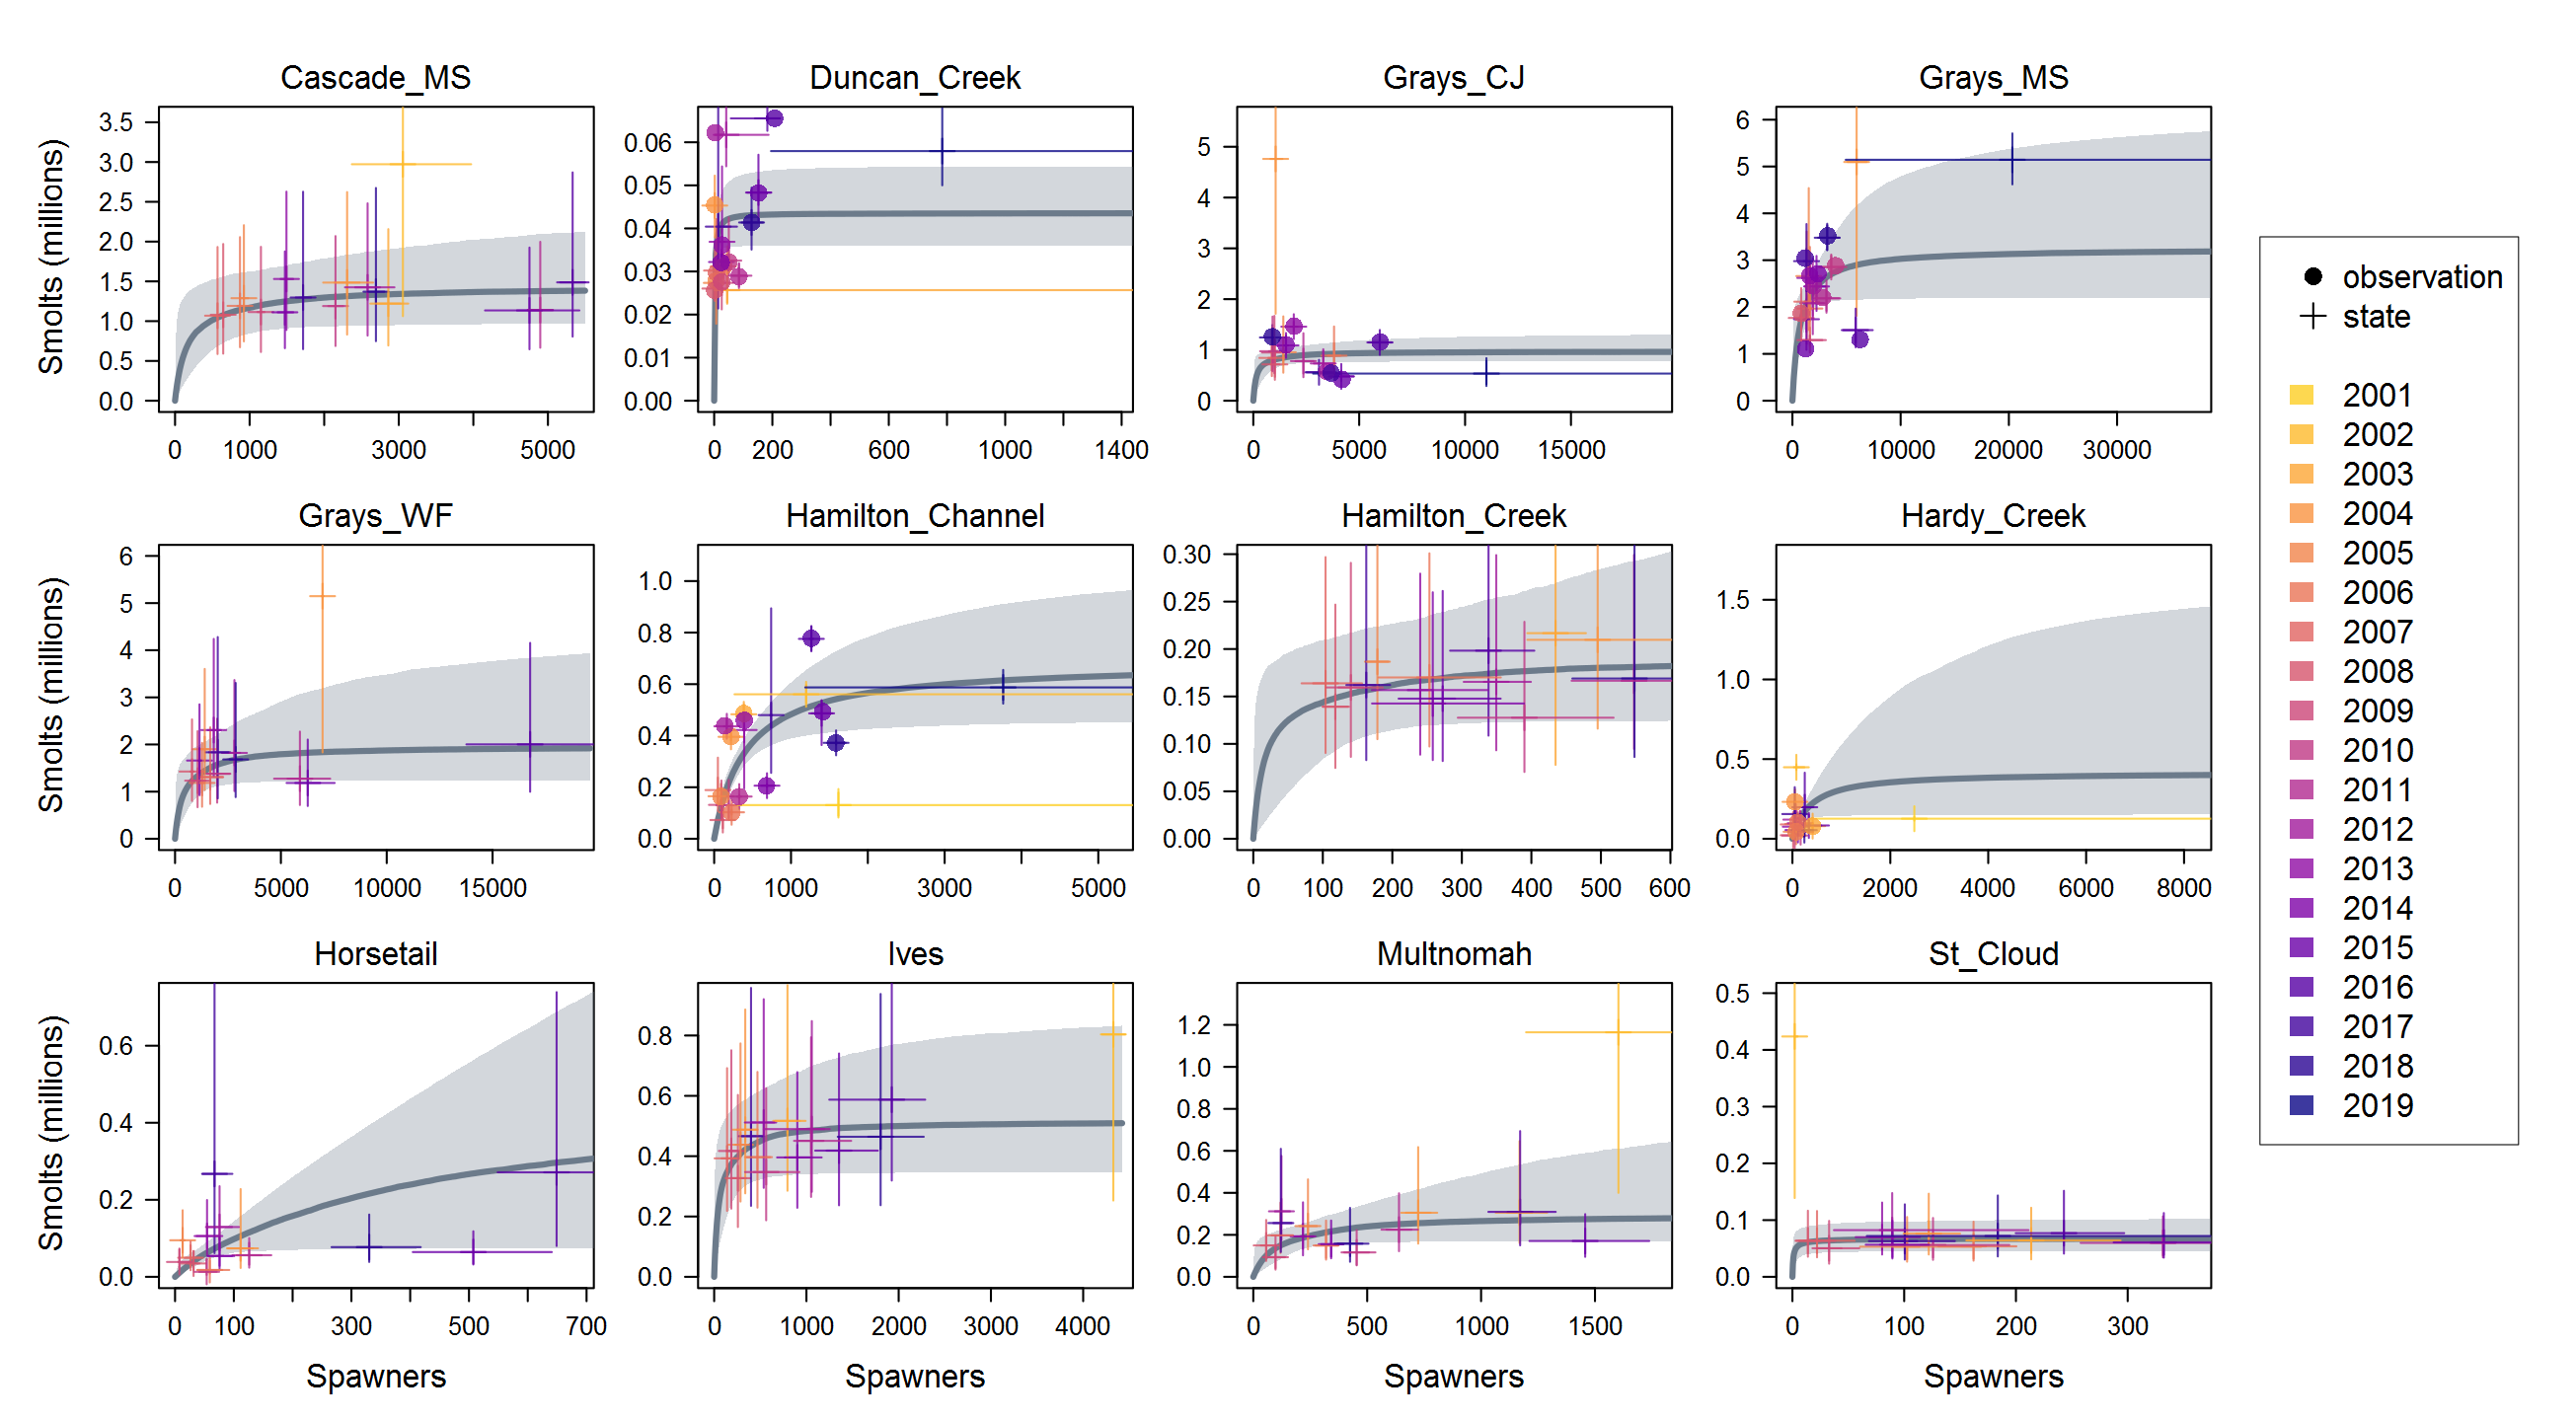 Cascade_MS
Duncan_Creek
Grays_CJ
Grays_MS
Smolts (millions)
3.5
3.0
2.5
2.0
1.5
1.0
0.5
0.0
0 1000 3000 5000
0.06
0.05
0.04
0.03
0.02
0.01
0.00
0 200 600 1000 1400
5
4
3
2
1
0
0 5000 10000 15000
6
5
4
3
2
1
0
0 10000 20000 30000
Grays_WF
Hamilton_Channel
Hamilton_Creek
Hardy_Creek
Smolts (millions)
6
5
4
3
2
1
0
0 5000 10000 15000
1.0
0.8
0.6
0.4
0.2
0.0
0 1000 3000 5000
0.30
0.25
0.20
0.15
0.10
0.05
0.00
0 100 200 300 400 500 600
1.5
1.0
0.5
0.0
0 2000 4000 6000 8000
Horsetail
Ives
Multnomah
St_Cloud
Smolts (millions)
0.6
0.4
0.2
0.0
0 100 300 500 700
Spawners
0.8
0.6
0.4
0.2
0.0
0 1000 2000 3000 4000
Spawners
1.2
1.0
0.8
0.6
0.4
0.2
0.0
0 500 1000 1500
Spawners
0.5
0.4
0.3
0.2
0.1
0.0
0 100 200 300
Spawners
observation
state
2001
2002
2003
2004
2005
2006
2007
2008
2009
2010
2011
2012
2013
2014
2015
2016
2017
2018
2019